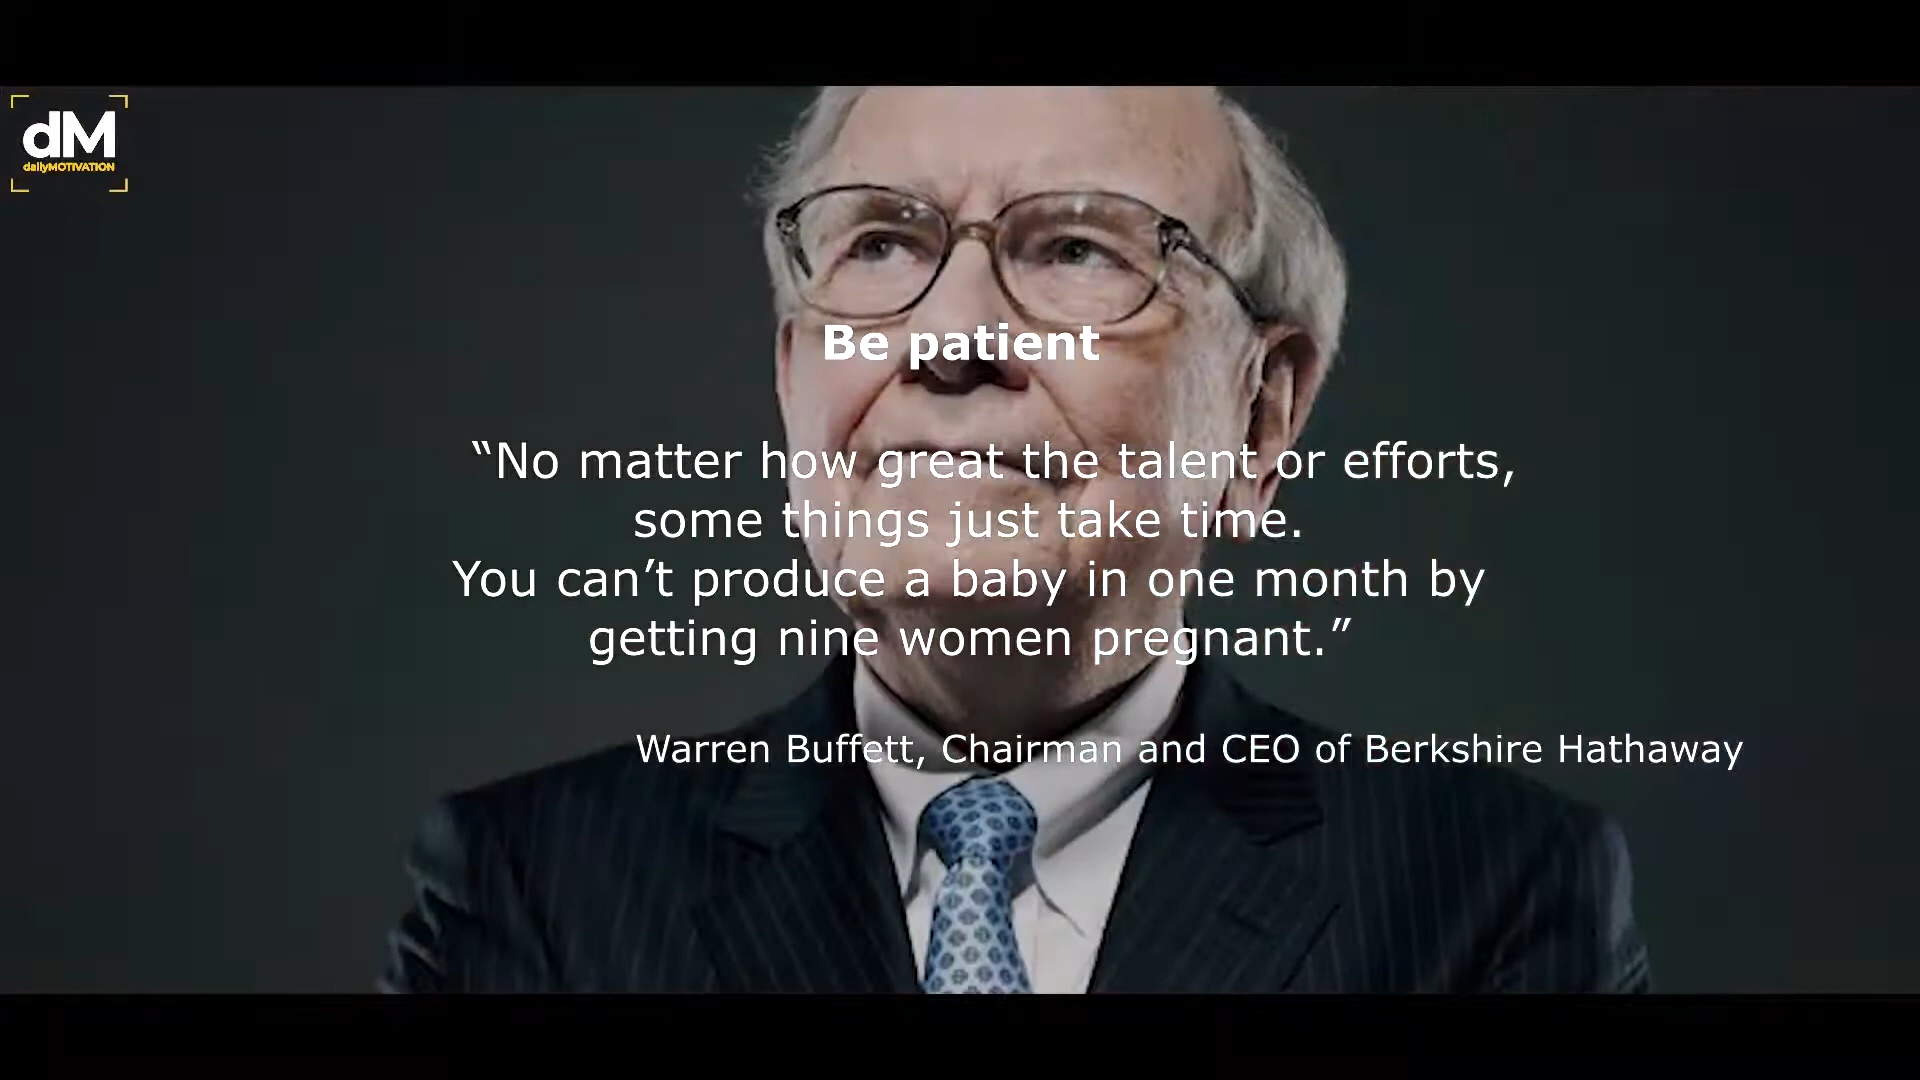 dM
dailyMOTIVATION
Be patient
“No matter how great the talent or efforts,
some things just take time.
You can’t produce a baby in one month by
getting nine women pregnant.”
Warren Buffett, Chairman and CEO of Berkshire Hathaway